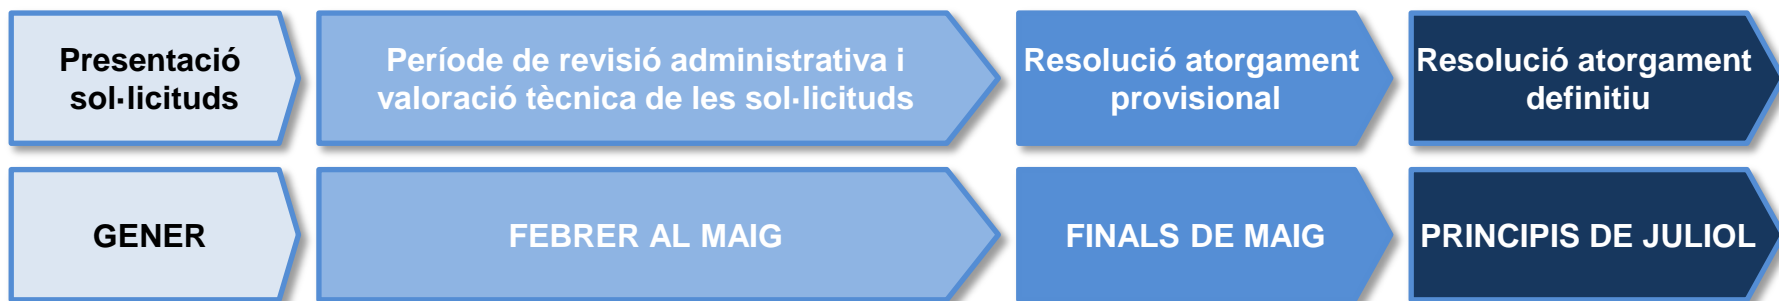 Presentació
sol·licituds
Període de revisió administrativa i
valoració tècnica de les sol·licituds
Resolució atorgament
provisional
Resolució atorgament
definitiu
GENER
FEBRER AL MAIG
FINALS DE MAIG
PRINCIPIS DE JULIOL